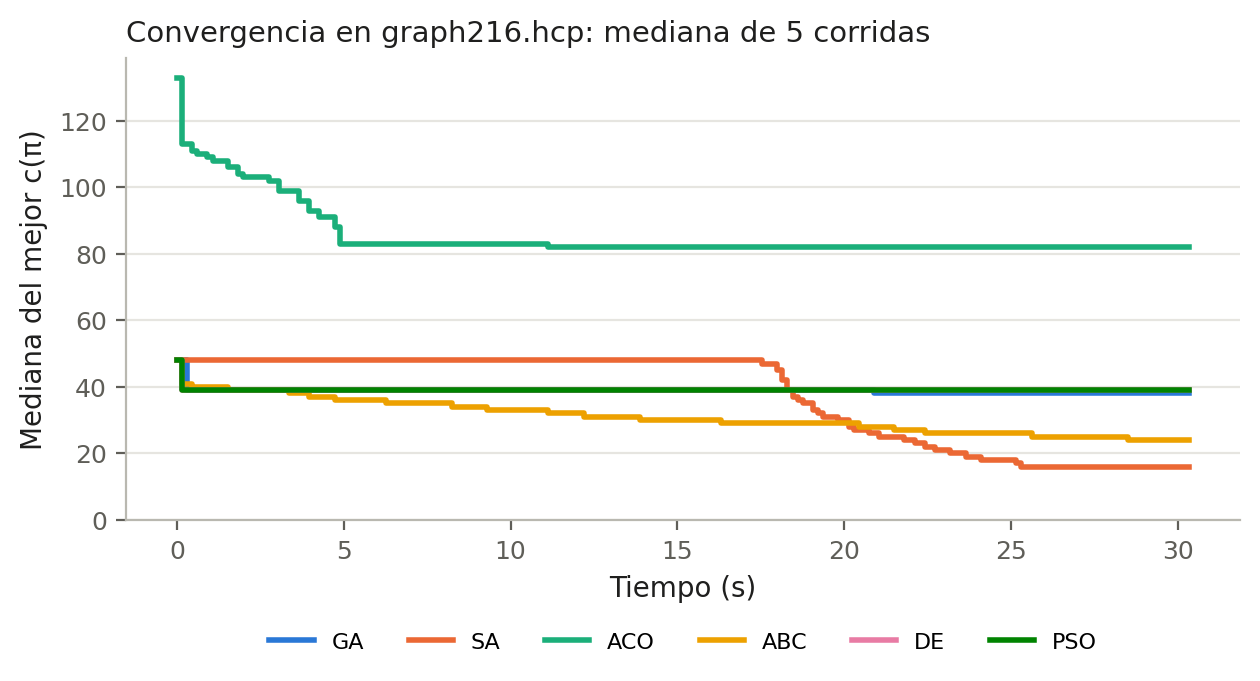 Convergencia en graph216.hcp: mediana de 5 corridas
Mediana del mejor c(π)
120
100
80
60
40
20
0
0 5 10 15 20 25 30
Tiempo (s)
GA SA ACO ABC DE PSO